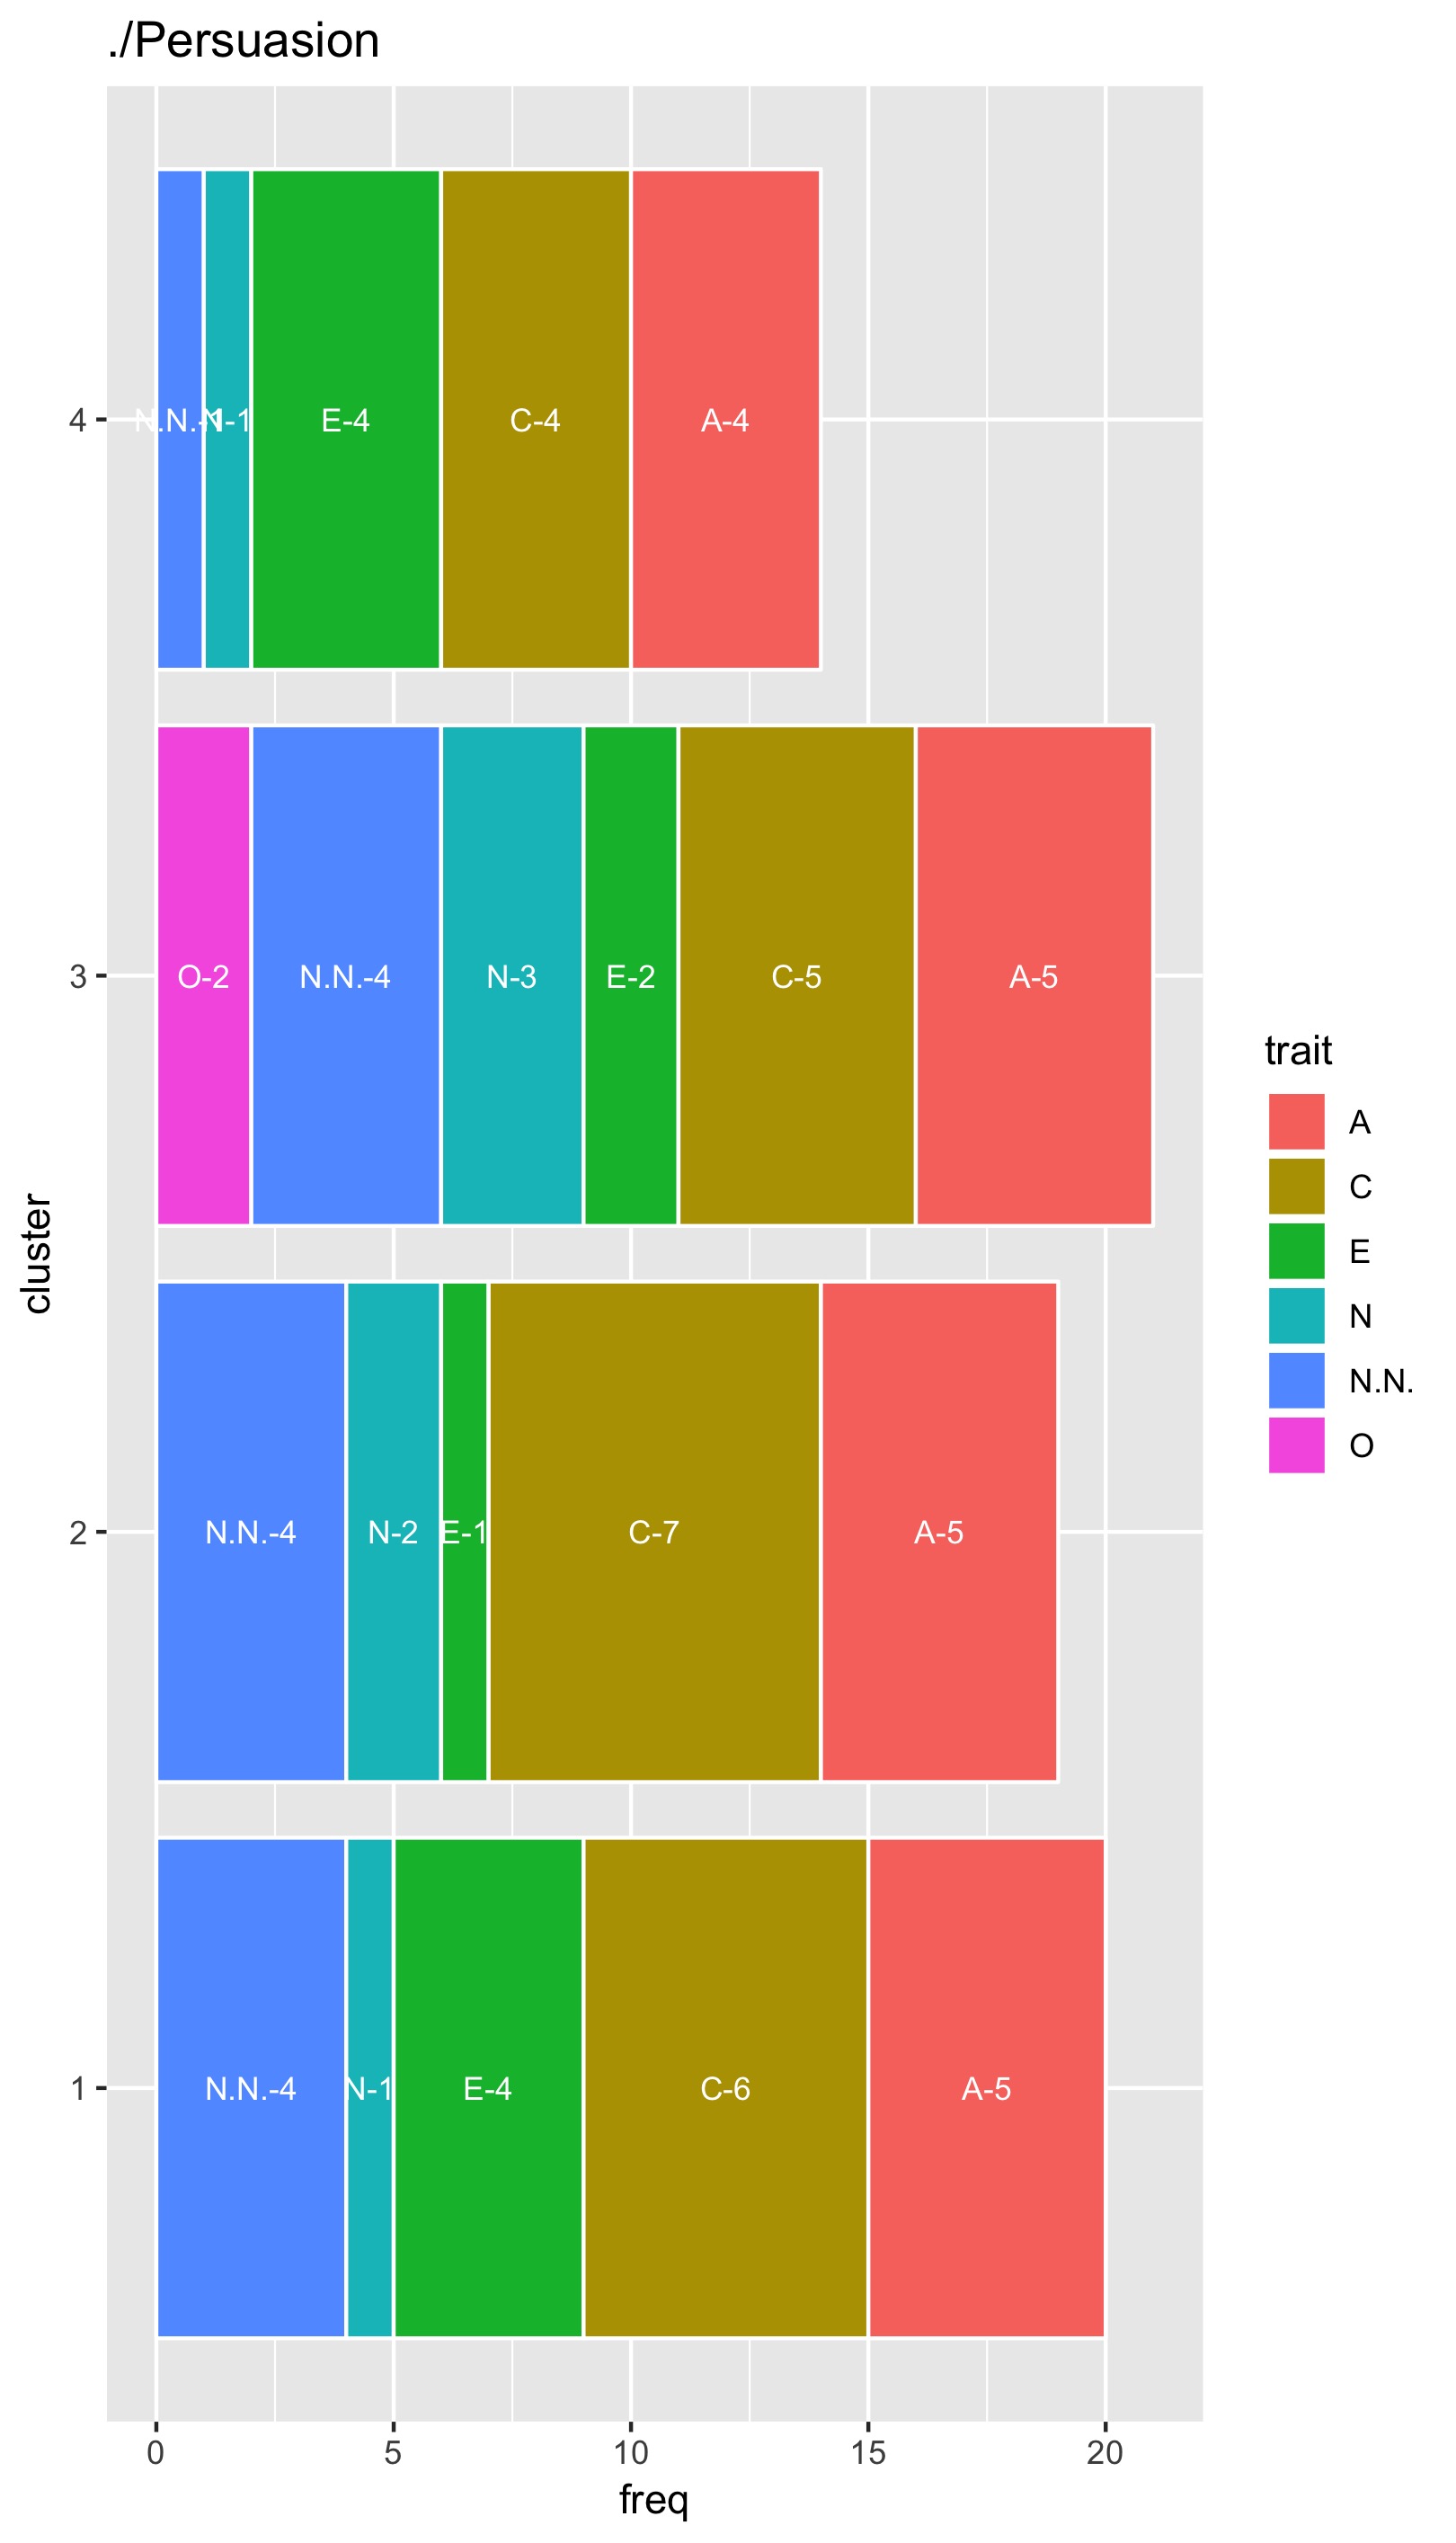 ./Persuasion
4
N.N.-1 N-1 E-4 C-4 A-4
3
O-2 N.N.-4 N-3 E-2 C-5 A-5
2
N.N.-4 N-2 E-1 C-7 A-5
1
N.N.-4 N-1 E-4 C-6 A-5
0 5 10 15 20
freq
cluster
trait
A
C
E
N
N.N.
O